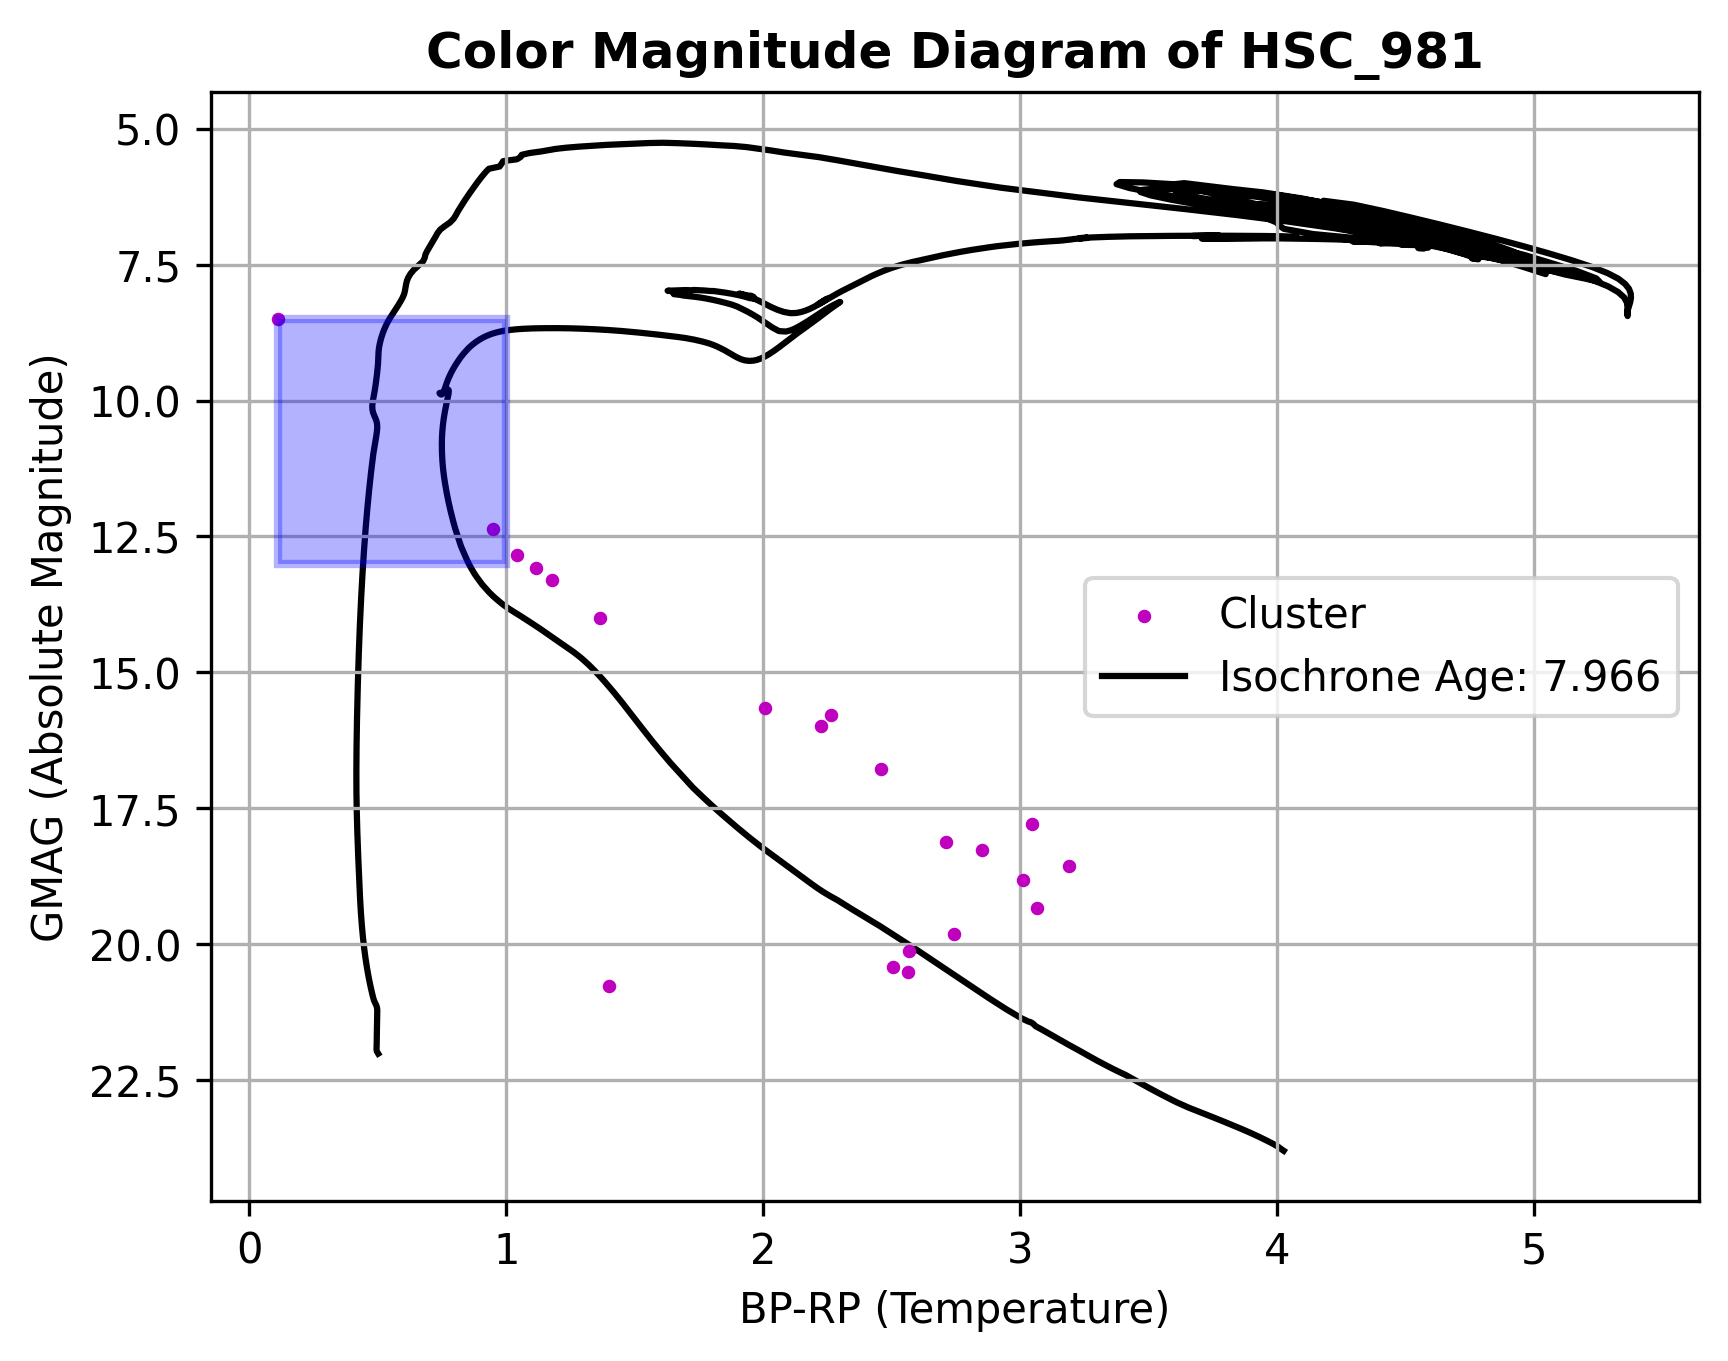 Color Magnitude Diagram of HSC_981
GMAG (Absolute Magnitude)
5.0
7.5
10.0
12.5
15.0
17.5
20.0
22.5
Cluster
Isochrone Age: 7.966
0 1 2 3 4 5
BP-RP (Temperature)